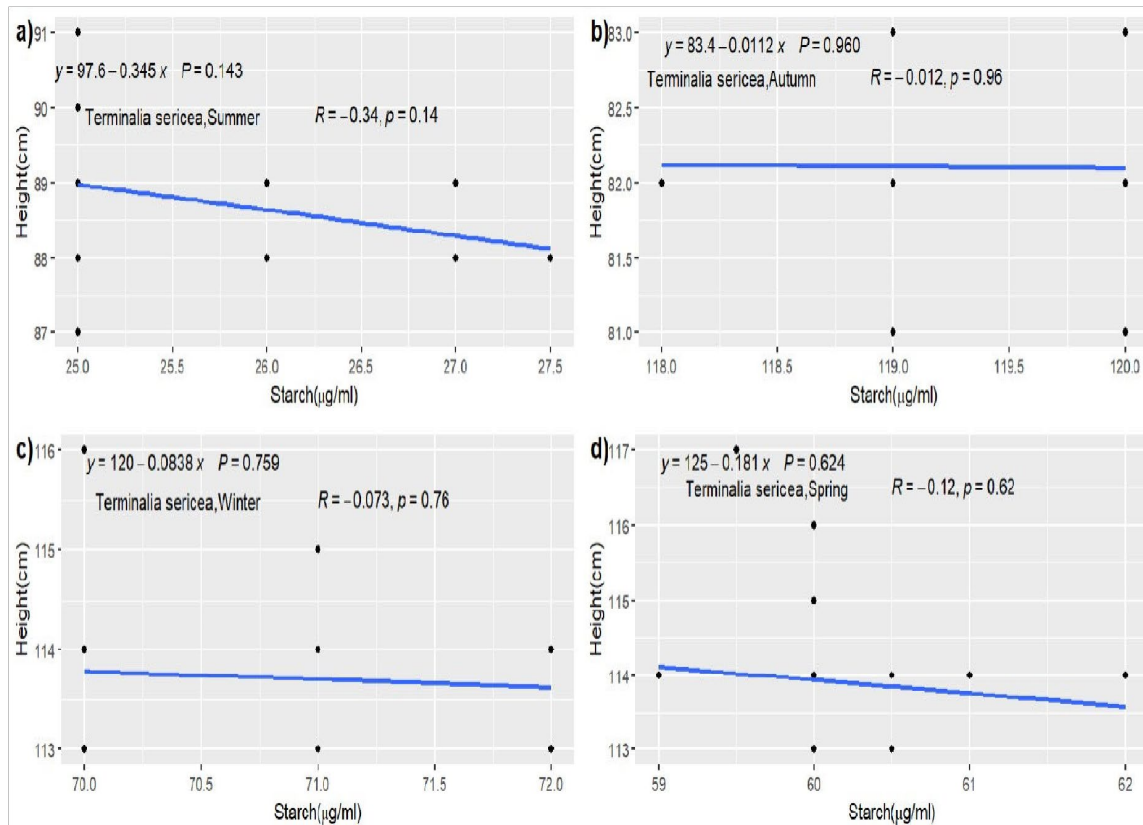 a)
y = 97.6 – 0.345 x P = 0.143
Terminalia sericea,Summer R = −0.34, p = 0.14
Height(cm)
91
90
89
88
87
25.0 25.5 26.0 26.5 27.0 27.5
Starch(μg/ml)
b)
y = 83.4 – 0.0112 x P = 0.960
Terminalia sericea,Autumn R = −0.012, p = 0.96
Height(cm)
83.0
82.5
82.0
81.5
81.0
118.0 118.5 119.0 119.5 120.0
Starch(μg/ml)
c)
y = 120 – 0.0838 x P = 0.759
Terminalia sericea,Winter R = −0.073, p = 0.76
Height(cm)
116
115
114
113
70.0 70.5 71.0 71.5 72.0
Starch(μg/ml)
d)
y = 125 – 0.181 x P = 0.624
Terminalia sericea,Spring R = −0.12, p = 0.62
Height(cm)
117
116
115
114
113
59 60 61 62
Starch(μg/ml)